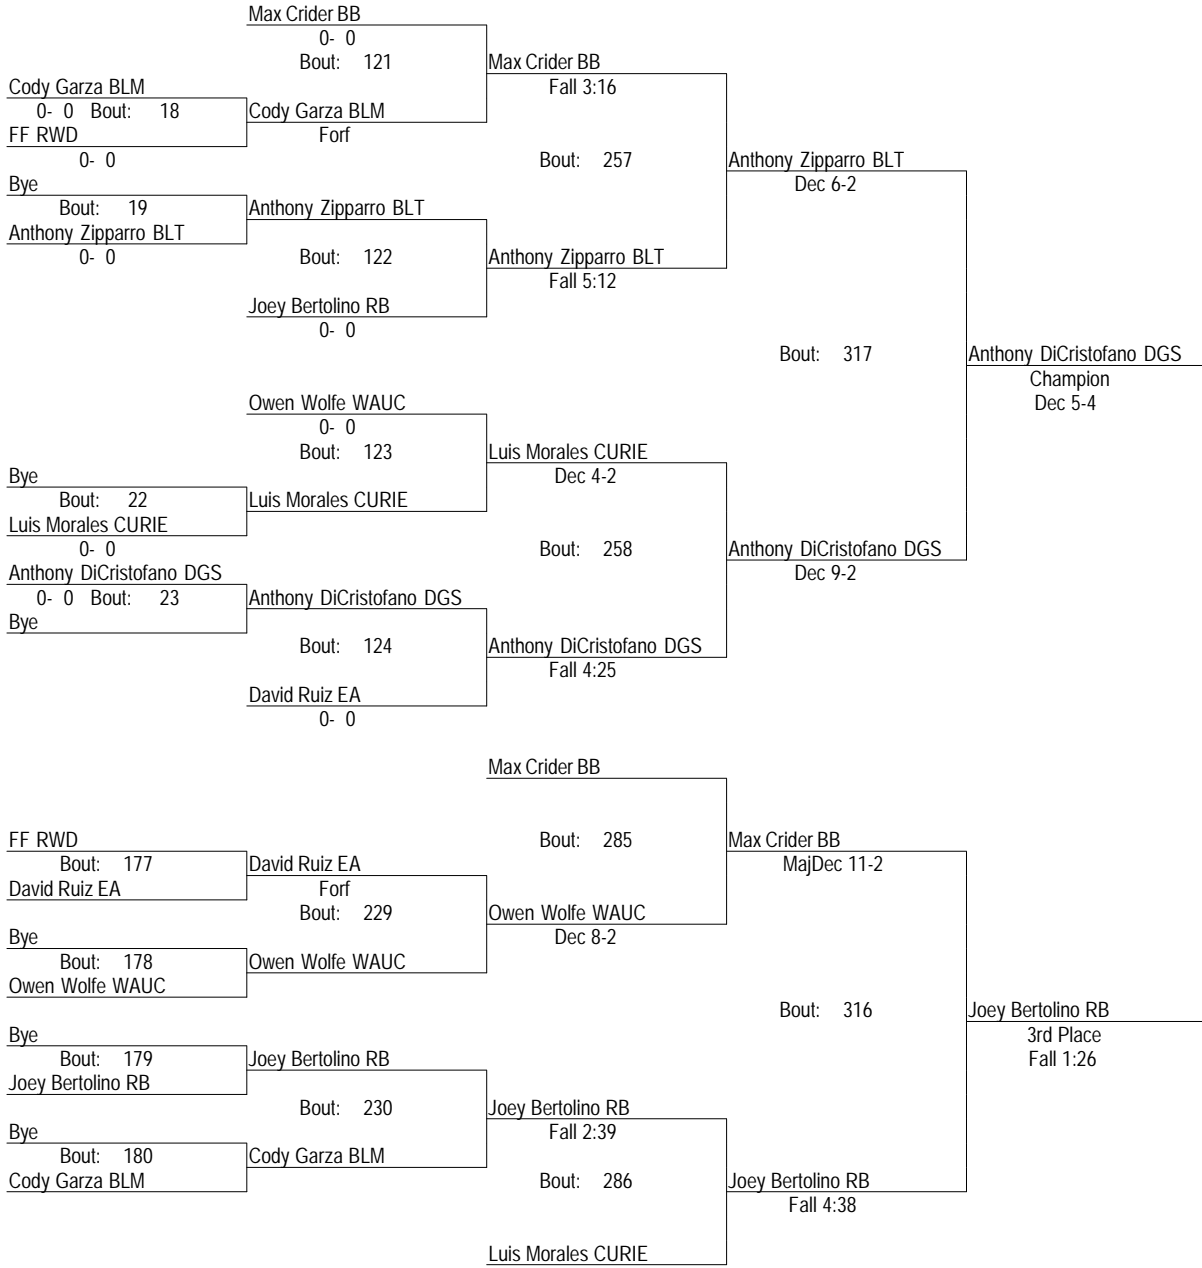 Max Crider BB
0- 0
Bout: 121
Max Crider BB
Cody Garza BLM
Fall 3:16
0- 0 Bout: 18
Cody Garza BLM
FF RWD
Forf
0- 0
Bout: 257
Anthony Zipparro BLT
Bye
Dec 6-2
Bout: 19
Anthony Zipparro BLT
Anthony Zipparro BLT
0- 0
Bout: 122
Anthony Zipparro BLT
Fall 5:12
Joey Bertolino RB
0- 0
Bout: 317
Anthony DiCristofano DGS
Champion
Dec 5-4
Owen Wolfe WAUC
0- 0
Bout: 123
Luis Morales CURIE
Bye
Dec 4-2
Bout: 22
Luis Morales CURIE
Luis Morales CURIE
0- 0
Bout: 258
Anthony DiCristofano DGS
Anthony DiCristofano DGS
Dec 9-2
0- 0 Bout: 23
Anthony DiCristofano DGS
Bye
Bout: 124
Anthony DiCristofano DGS
Fall 4:25
David Ruiz EA
0- 0
Max Crider BB
FF RWD
Bout: 285
Max Crider BB
Bout: 177
David Ruiz EA
MajDec 11-2
David Ruiz EA
Forf
Bout: 229
Owen Wolfe WAUC
Bye
Dec 8-2
Bout: 178
Owen Wolfe WAUC
Owen Wolfe WAUC
Bout: 316
Joey Bertolino RB
Bye
3rd Place
Bout: 179
Joey Bertolino RB
Fall 1:26
Joey Bertolino RB
Bout: 230
Joey Bertolino RB
Bye
Fall 2:39
Bout: 180
Cody Garza BLM
Cody Garza BLM
Bout: 286
Joey Bertolino RB
Fall 4:38
Luis Morales CURIE